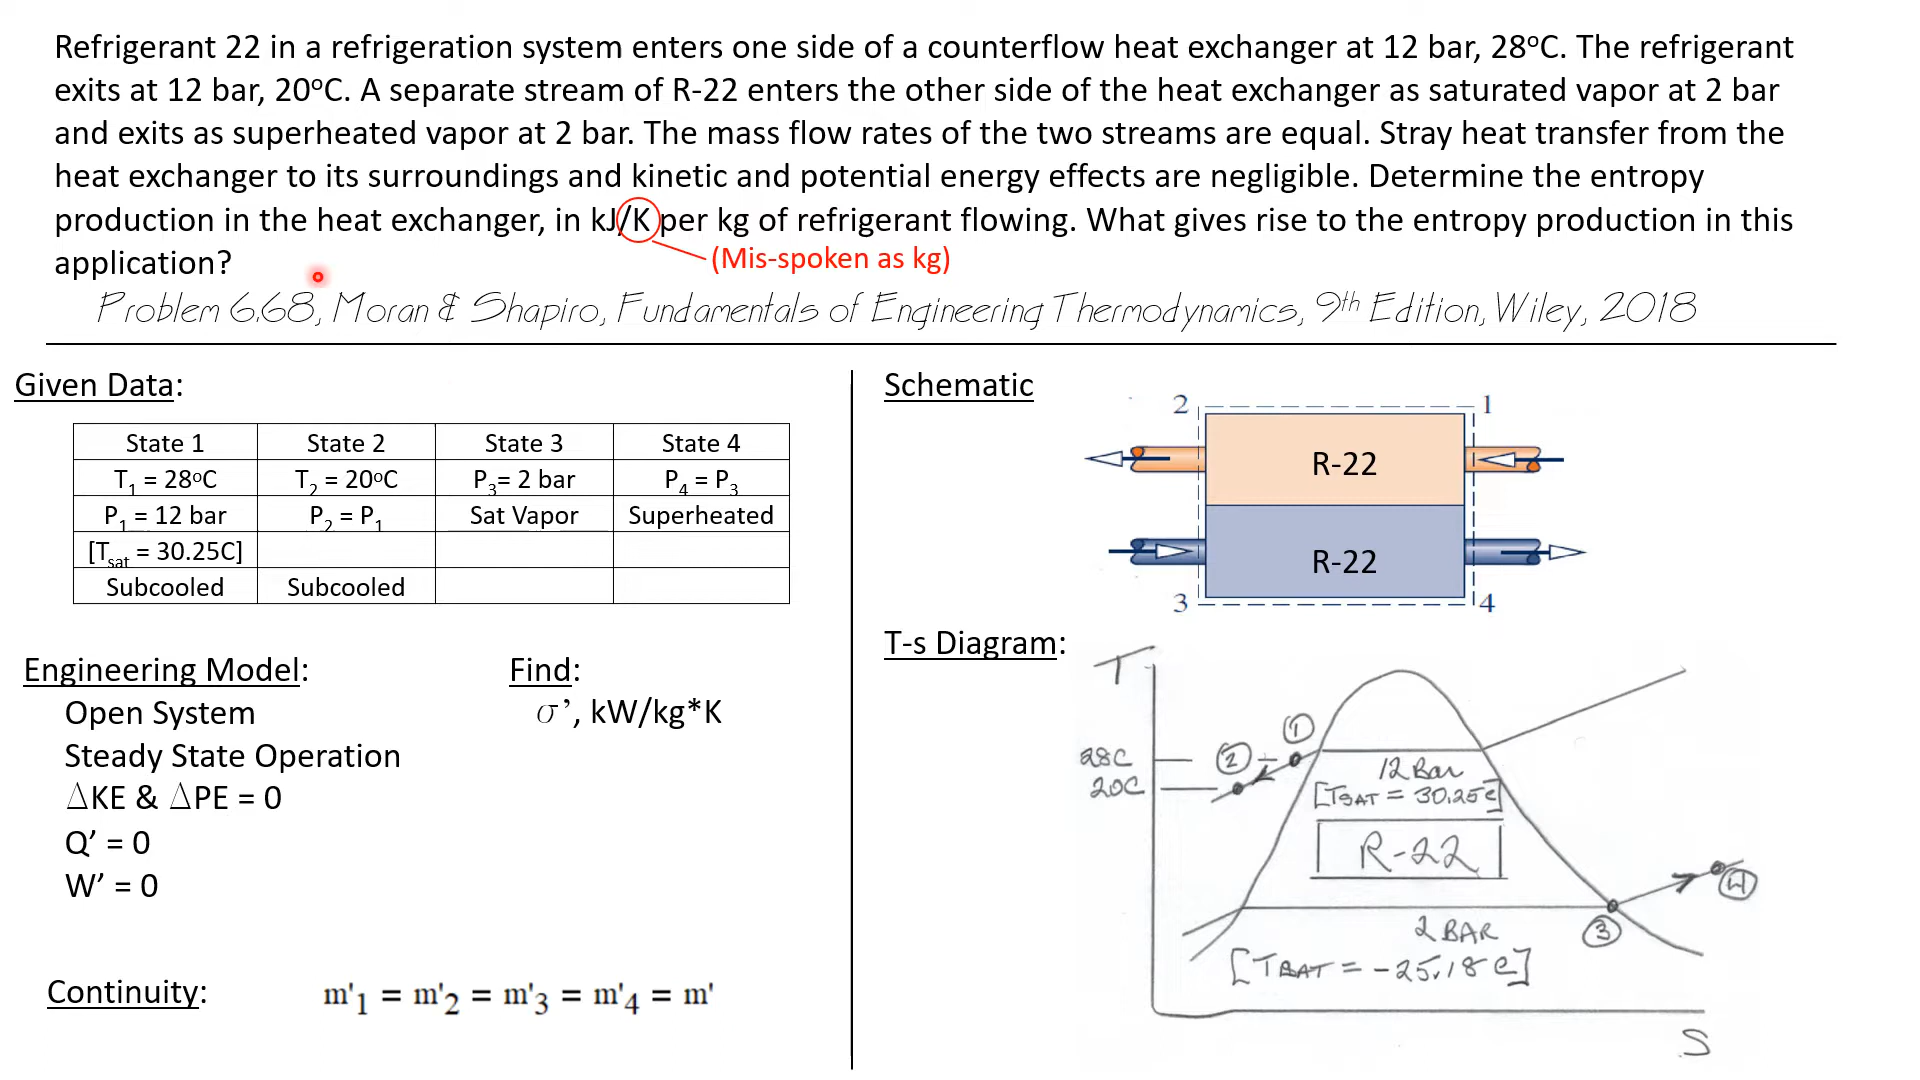 Refrigerant 22 in a refrigeration system enters one side of a counterflow heat exchanger at 12 bar, 28°C. The refrigerant
exits at 12 bar, 20°C. A separate stream of R-22 enters the other side of the heat exchanger as saturated vapor at 2 bar
and exits as superheated vapor at 2 bar. The mass flow rates of the two streams are equal. Stray heat transfer from the
heat exchanger to its surroundings and kinetic and potential energy effects are negligible. Determine the entropy
production in the heat exchanger, in kJ/K per kg of refrigerant flowing. What gives rise to the entropy production in this
application?
(Mis-spoken as kg)
Problem 6.68, Moran & Shapiro, Fundamentals of Engineering Thermodynamics, 9th Edition, Wiley, 2018
Given Data:
State 1 State 2 State 3 State 4
T1 = 28°C T2 = 20°C P3= 2 bar P4 = P3
P1 = 12 bar P2 = P1 Sat Vapor Superheated
[Tsat = 30.25C]
Subcooled Subcooled
Engineering Model:
Open System
Steady State Operation
ΔKE & ΔPE = 0
Q’ = 0
W’ = 0
Find:
σ’, kW/kg*K
Continuity:
m'1 = m'2 = m'3 = m'4 = m'
Schematic
2 1
R-22
R-22
3 4
T-s Diagram:
T
1
2
28C
20C
12 Bar
[TSAT = 30.25C]
R-22
4
3
2 BAR
[TSAT = -25.18C]
S